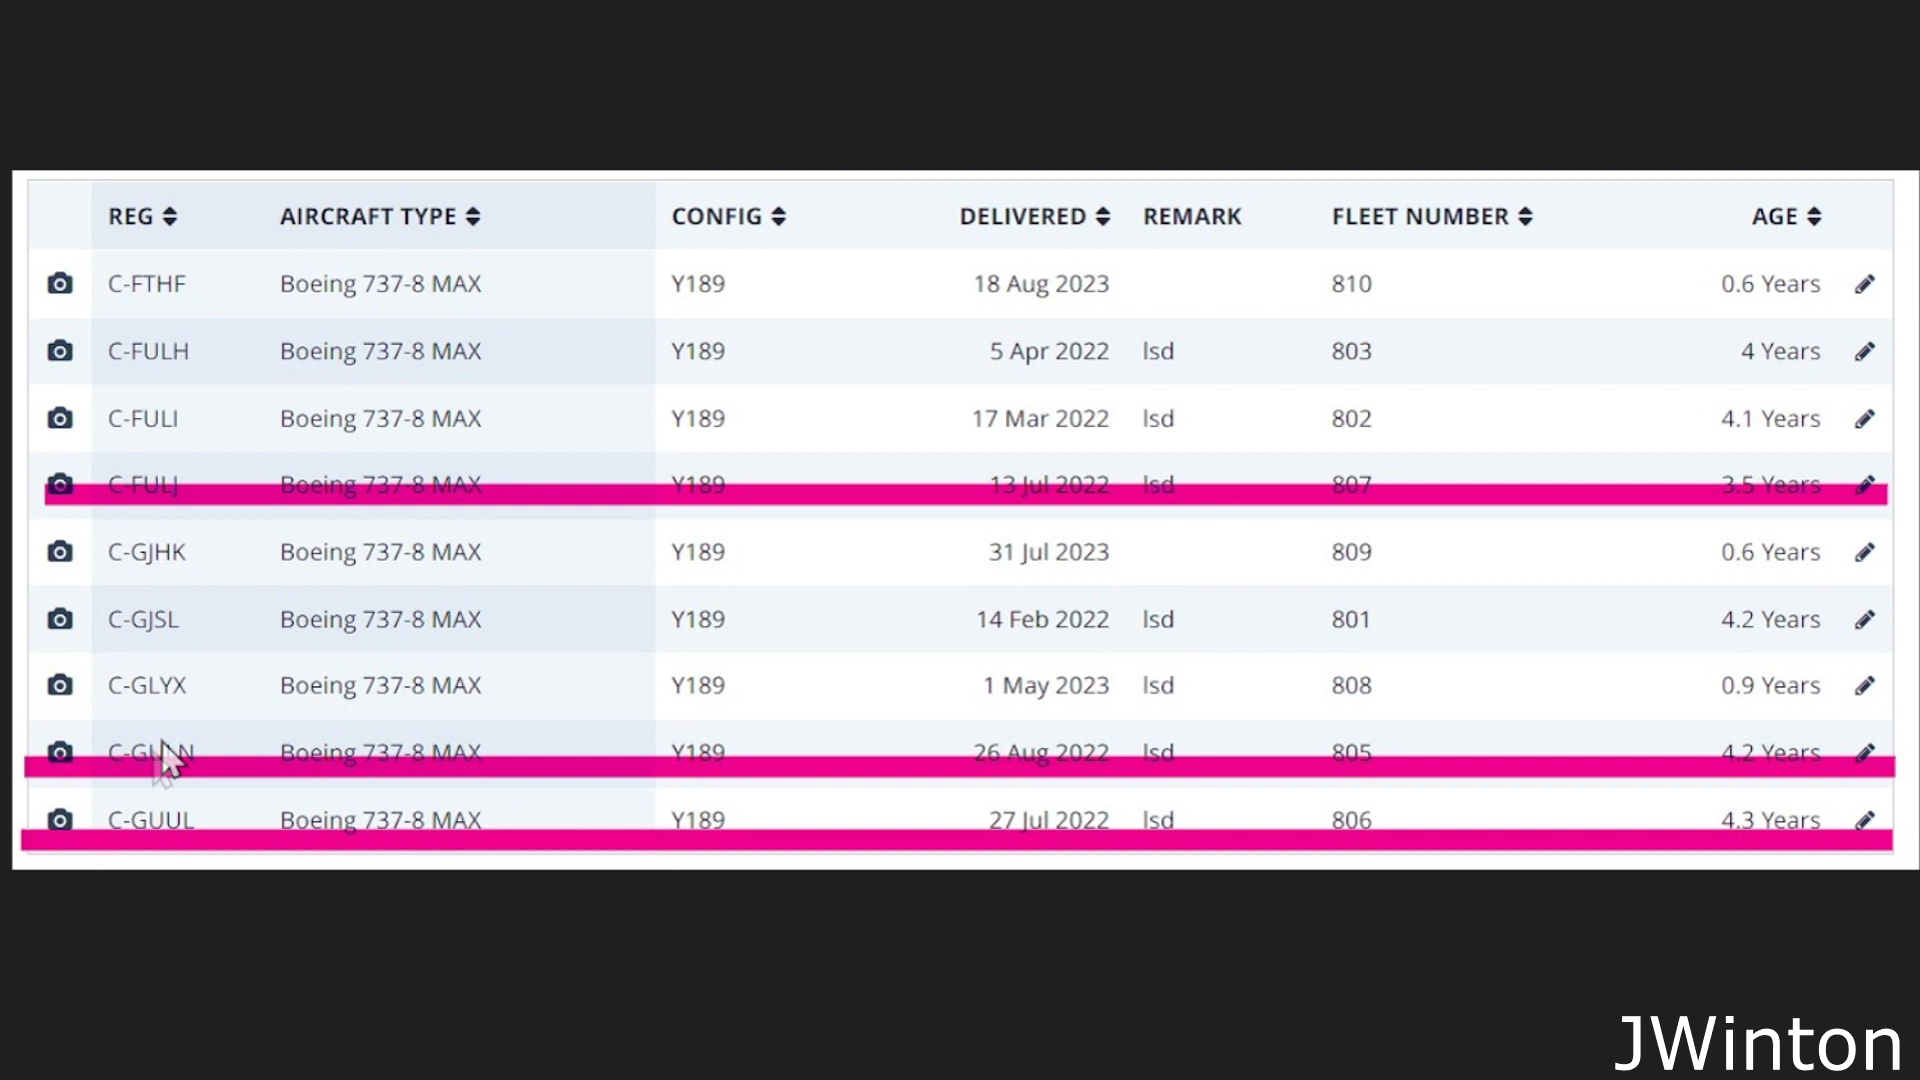 REG AIRCRAFT TYPE CONFIG DELIVERED REMARK FLEET NUMBER AGE
C-FTHF Boeing 737-8 MAX Y189 18 Aug 2023 810 0.6 Years
C-FULH Boeing 737-8 MAX Y189 5 Apr 2022 lsd 803 4 Years
C-FULI Boeing 737-8 MAX Y189 17 Mar 2022 lsd 802 4.1 Years
C-FULJ Boeing 737-8 MAX Y189 13 Jul 2022 lsd 807 3.5 Years
C-GJHK Boeing 737-8 MAX Y189 31 Jul 2023 809 0.6 Years
C-GJSL Boeing 737-8 MAX Y189 14 Feb 2022 lsd 801 4.2 Years
C-GLYX Boeing 737-8 MAX Y189 1 May 2023 lsd 808 0.9 Years
Boeing 737-8 MAX Y189 26 Aug 2022 lsd 805 4.2 Years
C-GUUL Boeing 737-8 MAX Y189 27 Jul 2022 lsd 806 4.3 Years
JWinton